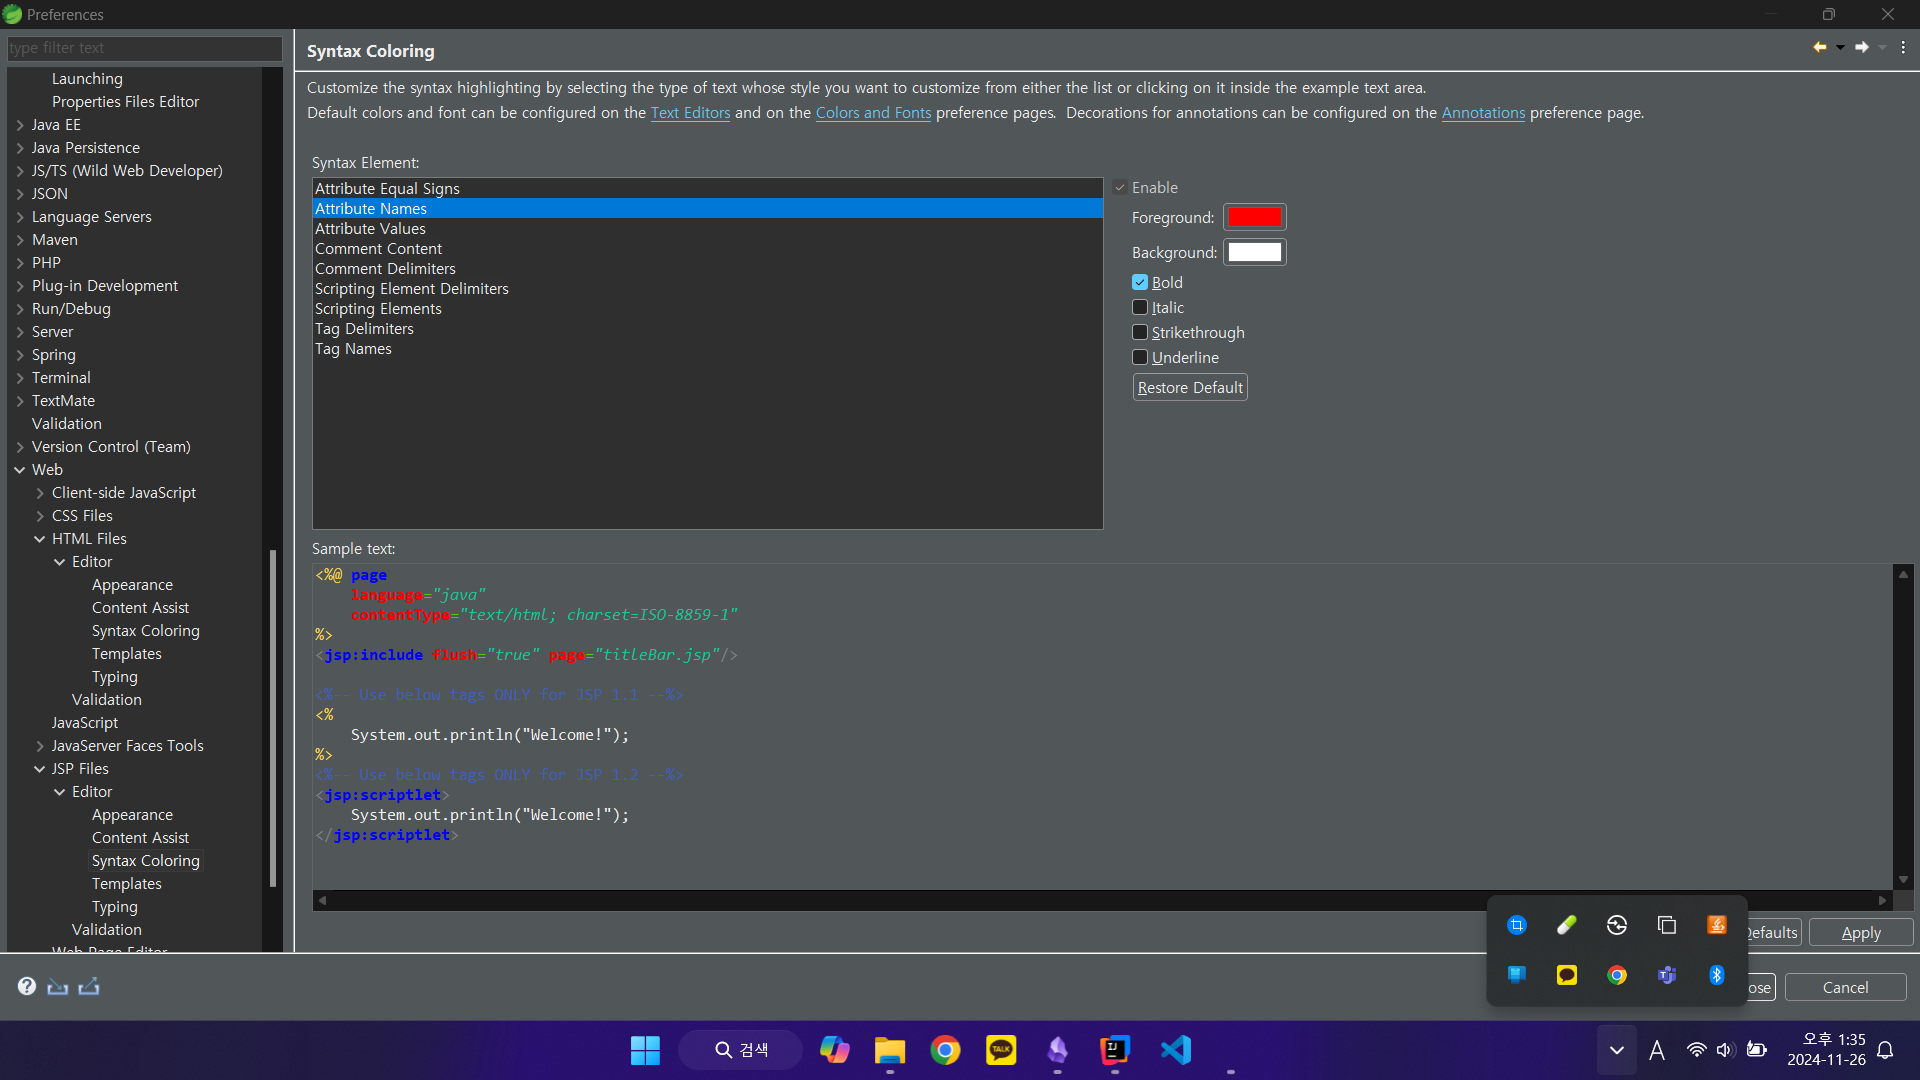 Preferences
type filter text
Launching
Properties Files Editor
Java EE
Java Persistence
JS/TS (Wild Web Developer)
JSON
Language Servers
Maven
PHP
Plug-in Development
Run/Debug
Server
Spring
Terminal
TextMate
Validation
Version Control (Team)
Web
Client-side JavaScript
CSS Files
HTML Files
Editor
Appearance
Content Assist
Syntax Coloring
Templates
Typing
Validation
JavaScript
JavaServer Faces Tools
JSP Files
Editor
Appearance
Content Assist
Syntax Coloring
Templates
Typing
Validation
Web Page Editor
Syntax Coloring
Customize the syntax highlighting by selecting the type of text whose style you want to customize from either the list or clicking on it inside the example text area.
Default colors and font can be configured on the Text Editors and on the Colors and Fonts preference pages.  Decorations for annotations can be configured on the Annotations preference page.
Syntax Element:
Attribute Equal Signs
Attribute Names
Attribute Values
Comment Content
Comment Delimiters
Scripting Element Delimiters
Scripting Elements
Tag Delimiters
Tag Names
Enable
Foreground:
Background:
Bold
Italic
Strikethrough
Underline
Restore Default
Sample text:
<%@ page
language="java"
contentType="text/html; charset=ISO-8859-1"
%>
<jsp:include flush="true" page="titleBar.jsp"/>
<%-- Use below tags ONLY for JSP 1.1 --%>
<%
System.out.println("Welcome!");
%>
<%-- Use below tags ONLY for JSP 1.2 --%>
<jsp:scriptlet>
System.out.println("Welcome!");
</jsp:scriptlet>
Defaults
Apply
ose
Cancel
검색
TALK
IJ
A
오후 1:35
2024-11-26